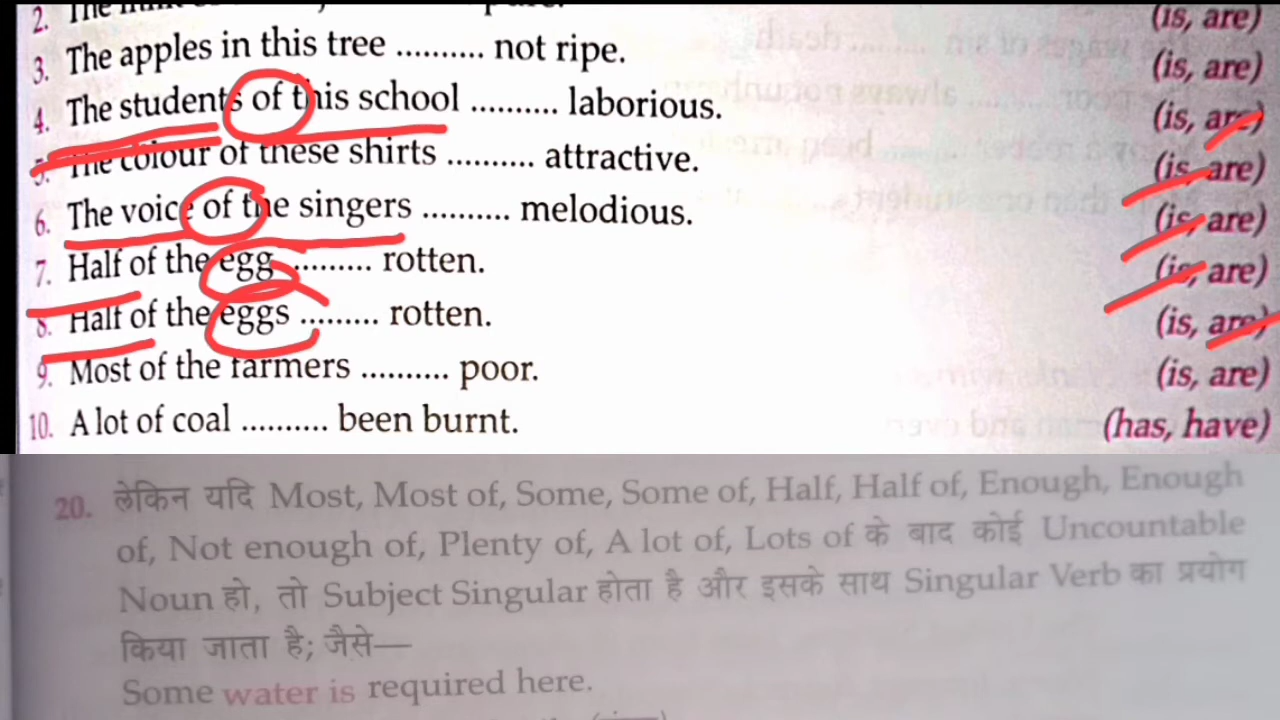 2. The
3. The apples in this tree .......... not ripe. (is, are)
4. The students of this school .......... laborious. (is, are)
5. The colour of these shirts .......... attractive. (is, are)
6. The voice of the singers .......... melodious. (is, are)
7. Half of the egg .......... rotten. (is, are)
8. Half of the eggs ......... rotten. (is, are)
9. Most of the farmers .......... poor. (is, are)
10. A lot of coal .......... been burnt. (has, have)
20. लेकिन यदि Most, Most of, Some, Some of, Half, Half of, Enough, Enough
of, Not enough of, Plenty of, A lot of, Lots of के बाद कोई Uncountable
Noun हो, तो Subject Singular होता है और इसके साथ Singular Verb का प्रयोग
किया जाता है; जैसे—
Some water is required here.